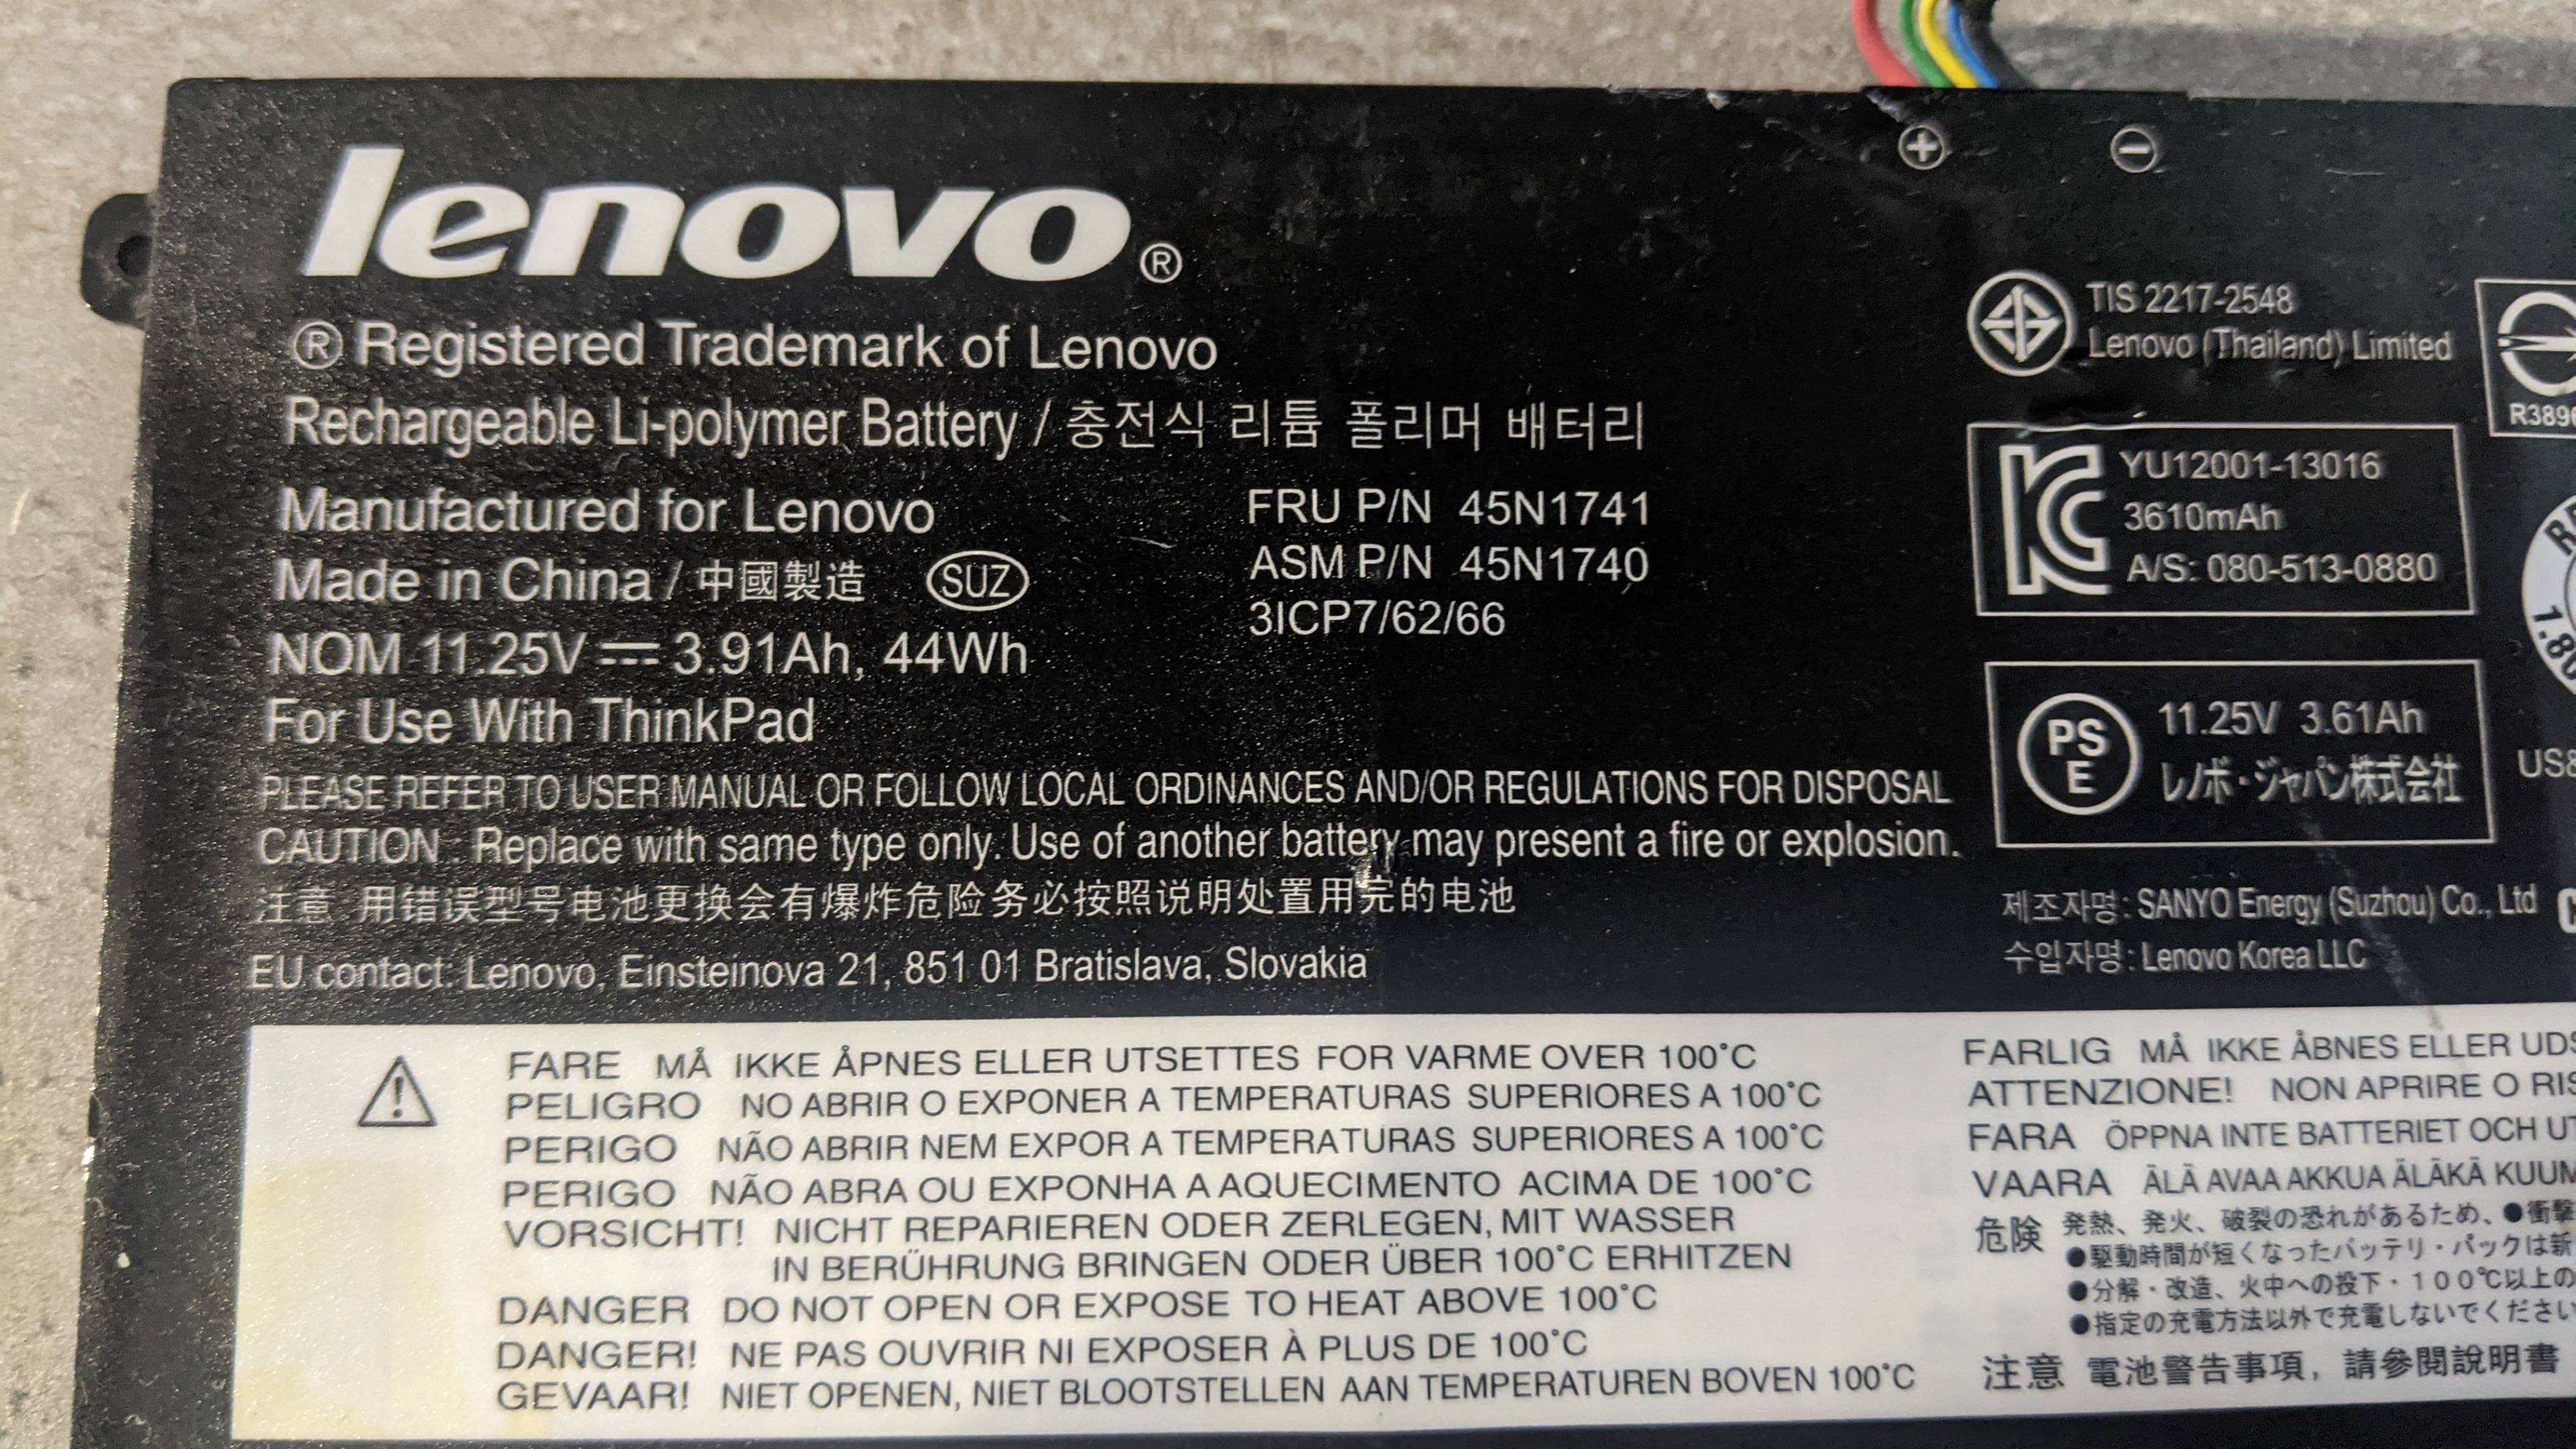 lenovo®
® Registered Trademark of Lenovo
Rechargeable Li-polymer Battery / 충전식 리튬 폴리머 배터리
Manufactured for Lenovo
Made in China / 中國製造 SUZ
NOM 11.25V ⎓ 3.91Ah, 44Wh
For Use With ThinkPad
FRU P/N 45N1741
ASM P/N 45N1740
3ICP7/62/66
PLEASE REFER TO USER MANUAL OR FOLLOW LOCAL ORDINANCES AND/OR REGULATIONS FOR DISPOSAL
CAUTION : Replace with same type only. Use of another battery may present a fire or explosion.
注意 用错误型号电池更换会有爆炸危险务必按照说明处置用完的电池
EU contact: Lenovo, Einsteinova 21, 851 01 Bratislava, Slovakia
+ −
TIS 2217-2548
Lenovo (Thailand) Limited
YU12001-13016
3610mAh
A/S: 080-513-0880
PS
E
11.25V 3.61Ah
レノボ・ジャパン株式会社
제조자명: SANYO Energy (Suzhou) Co., Ltd
수입자명: Lenovo Korea LLC
FARE MÅ IKKE ÅPNES ELLER UTSETTES FOR VARME OVER 100°C
PELIGRO NO ABRIR O EXPONER A TEMPERATURAS SUPERIORES A 100°C
PERIGO NÃO ABRIR NEM EXPOR A TEMPERATURAS SUPERIORES A 100°C
PERIGO NÃO ABRA OU EXPONHA A AQUECIMENTO ACIMA DE 100°C
VORSICHT! NICHT REPARIEREN ODER ZERLEGEN, MIT WASSER
IN BERÜHRUNG BRINGEN ODER ÜBER 100°C ERHITZEN
DANGER DO NOT OPEN OR EXPOSE TO HEAT ABOVE 100°C
DANGER! NE PAS OUVRIR NI EXPOSER À PLUS DE 100°C
GEVAAR! NIET OPENEN, NIET BLOOTSTELLEN AAN TEMPERATUREN BOVEN 100°C
FARLIG MÅ IKKE ÅBNES ELLER
ATTENZIONE! NON APRIRE O
FARA ÖPPNA INTE BATTERIET OCH
VAARA ÄLÄ AVAA AKKUA ÄLÄKÄ
危険 発熱、発火、破裂の恐れがあるため、●衝撃
●駆動時間が短くなったバッテリ・パックは新
●分解・改造、火中への投下・１００℃以上の
●指定の充電方法以外で充電しないでください
注意 電池警告事項，請參閱說明書